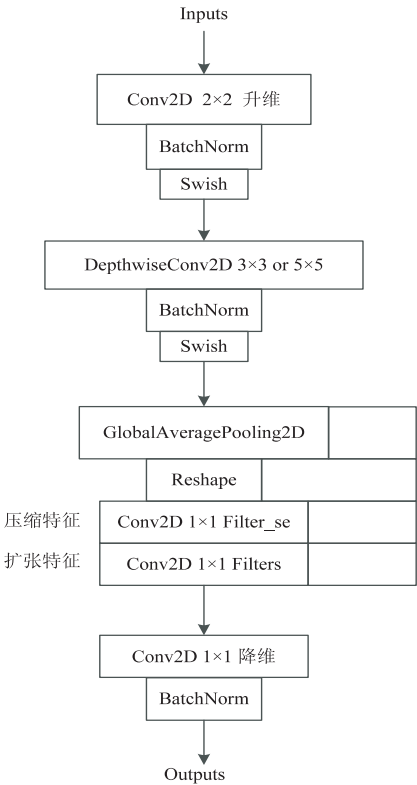 Inputs
Conv2D 2×2 升维
BatchNorm
Swish
DepthwiseConv2D 3×3 or 5×5
BatchNorm
Swish
GlobalAveragePooling2D
Reshape
压缩特征 Conv2D 1×1 Filter_se
扩张特征 Conv2D 1×1 Filters
Conv2D 1×1 降维
BatchNorm
Outputs